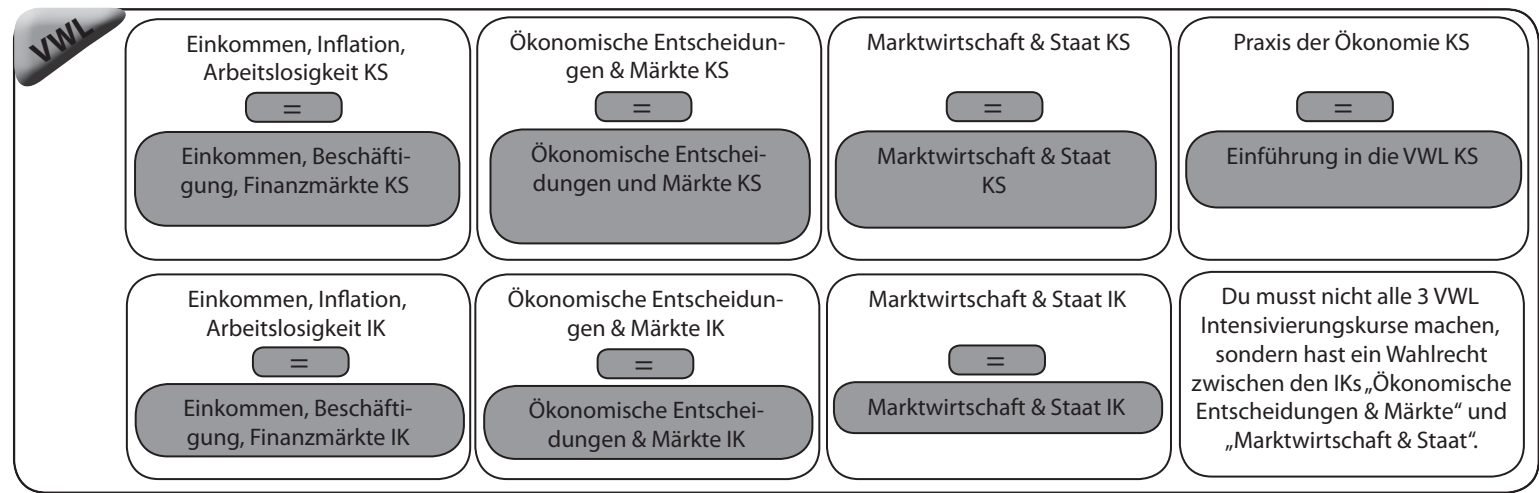 VWL
Einkommen, Inflation,
Arbeitslosigkeit KS
=
Einkommen, Beschäfti-
gung, Finanzmärkte KS
Ökonomische Entscheidun-
gen & Märkte KS
=
Ökonomische Entschei-
dungen und Märkte KS
Marktwirtschaft & Staat KS
=
Marktwirtschaft & Staat
KS
Praxis der Ökonomie KS
=
Einführung in die VWL KS
Einkommen, Inflation,
Arbeitslosigkeit IK
=
Einkommen, Beschäfti-
gung, Finanzmärkte IK
Ökonomische Entscheidun-
gen & Märkte IK
=
Ökonomische Entschei-
dungen & Märkte IK
Marktwirtschaft & Staat IK
=
Marktwirtschaft & Staat IK
Du musst nicht alle 3 VWL
Intensivierungskurse machen,
sondern hast ein Wahlrecht
zwischen den IKs „Ökonomische
Entscheidungen & Märkte“ und
„Marktwirtschaft & Staat“.